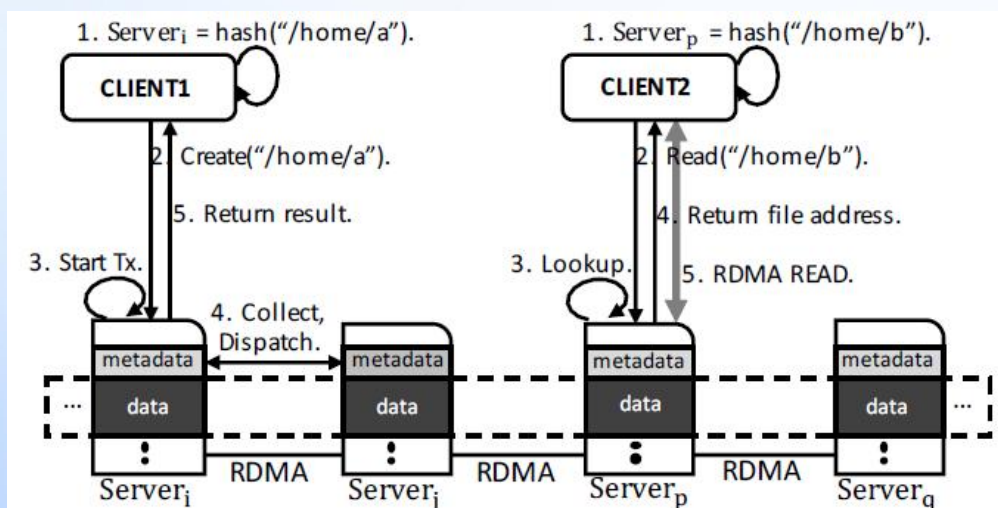 1. Serverᵢ = hash(“/home/a”).
1. Serverₚ = hash(“/home/b”).
CLIENT1
CLIENT2
2. Create(“/home/a”).
2. Read(“/home/b”).
5. Return result.
4. Return file address.
3. Start Tx.
3. Lookup.
5. RDMA READ.
4. Collect,
Dispatch.
metadata
metadata
metadata
metadata
...
data
data
data
data
...
RDMA
RDMA
RDMA
Serverᵢ
Serverⱼ
Serverₚ
Server_q